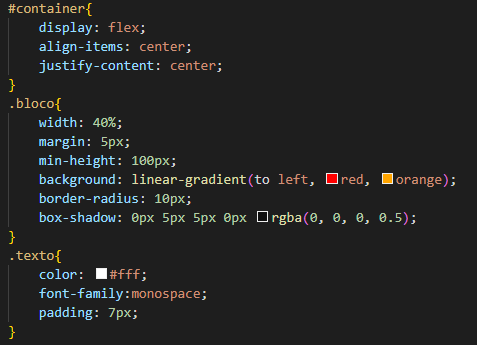 #container{
display: flex;
align-items: center;
justify-content: center;
}
.bloco{
width: 40%;
margin: 5px;
min-height: 100px;
background: linear-gradient(to left, red, orange);
border-radius: 10px;
box-shadow: 0px 5px 5px 0px rgba(0, 0, 0, 0.5);
}
.texto{
color: #fff;
font-family:monospace;
padding: 7px;
}